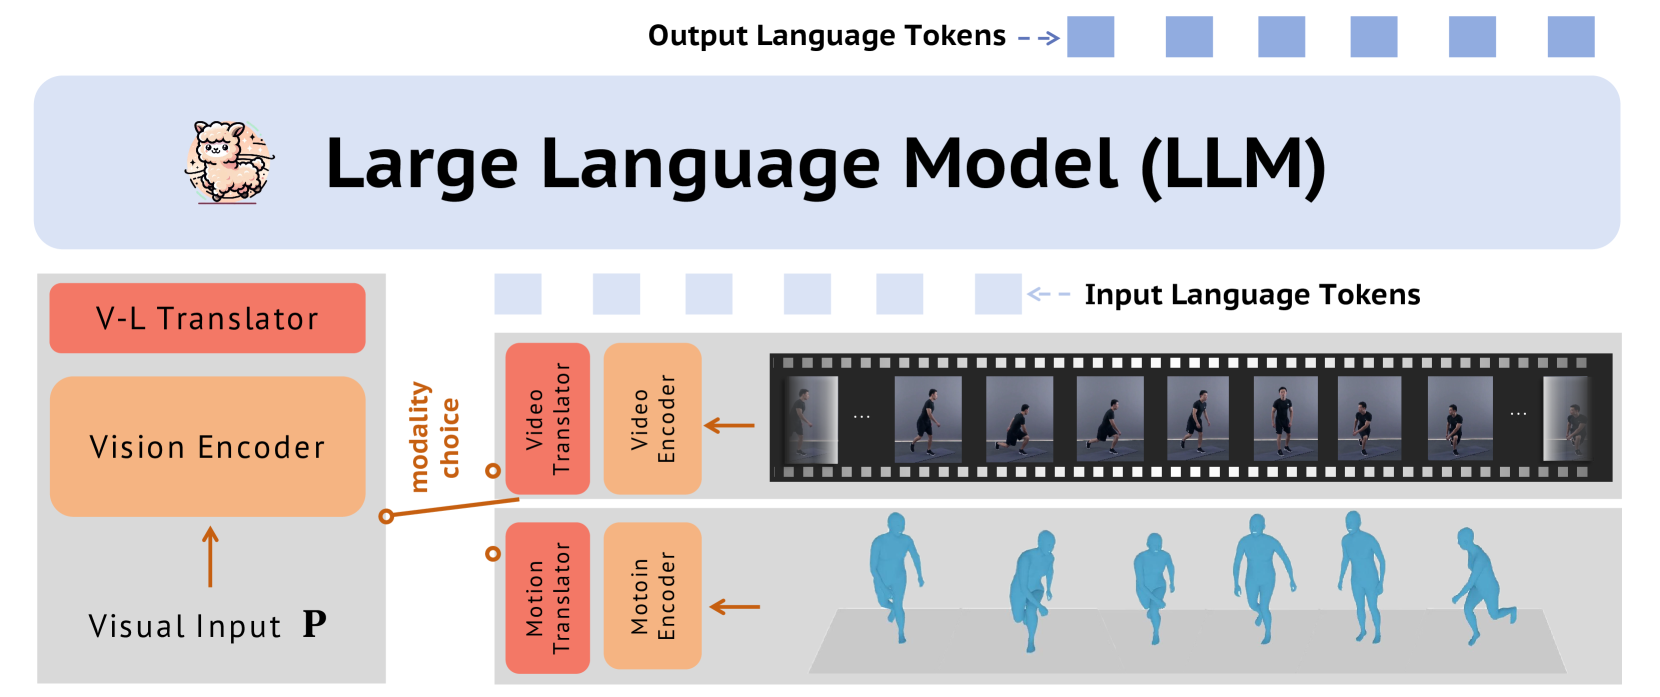 Output Language Tokens
Large Language Model (LLM)
V-L Translator
Vision Encoder
Visual Input P
modality
choice
Input Language Tokens
Video
Translator
Video
Encoder
...
...
Motion
Translator
Motoin
Encoder